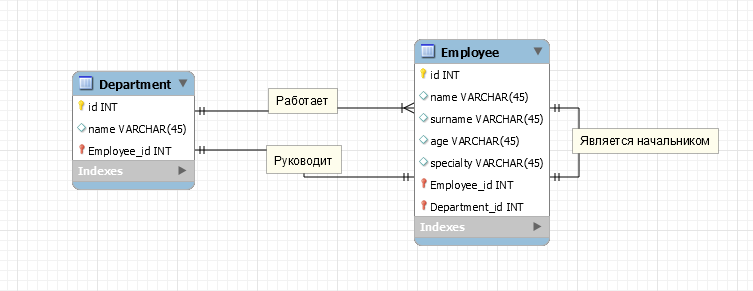 Department
id INT
name VARCHAR(45)
Employee_id INT
Indexes
Работает
Руководит
Employee
id INT
name VARCHAR(45)
surname VARCHAR(45)
age VARCHAR(45)
specialty VARCHAR(45)
Employee_id INT
Department_id INT
Indexes
Является начальником